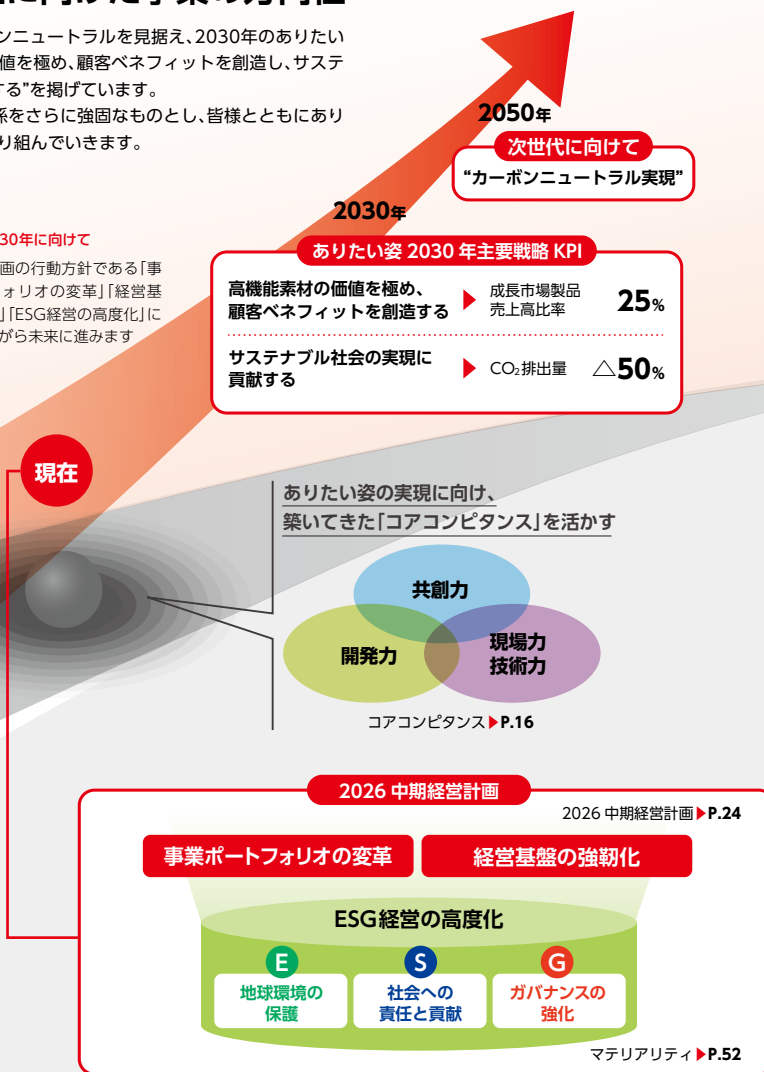 に向けた事業の方向性
ンニュートラルを見据え、2030年のありたい
値を極め、顧客ベネフィットを創造し、サステ
する”を掲げています。
係をさらに強固なものとし、皆様とともにあり
り組んでいきます。
2050年
次世代に向けて
“カーボンニュートラル実現”
2030年
30年に向けて
画の行動方針である「事
ォリオの変革」「経営基
」「ESG経営の高度化」に
がら未来に進みます
ありたい姿 2030 年主要戦略 KPI
高機能素材の価値を極め、
顧客ベネフィットを創造する
成長市場製品
売上高比率
25%
サステナブル社会の実現に
貢献する
CO₂排出量
△50%
現在
ありたい姿の実現に向け、
築いてきた「コアコンピタンス」を活かす
共創力
開発力
現場力
技術力
コアコンピタンス▶P.16
2026 中期経営計画
2026 中期経営計画▶P.24
事業ポートフォリオの変革
経営基盤の強靭化
ESG経営の高度化
E
地球環境の
保護
S
社会への
責任と貢献
G
ガバナンスの
強化
マテリアリティ▶P.52